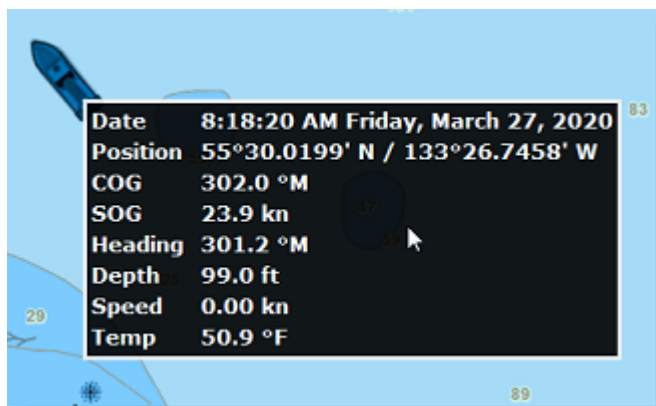 83
Date 8:18:20 AM Friday, March 27, 2020
Position 55°30.0199' N / 133°26.7458' W
COG 302.0 °M
SOG 23.9 kn
47
Heading 301.2 °M
Depth 99.0 ft
Speed 0.00 kn
29
Temp 50.9 °F
89